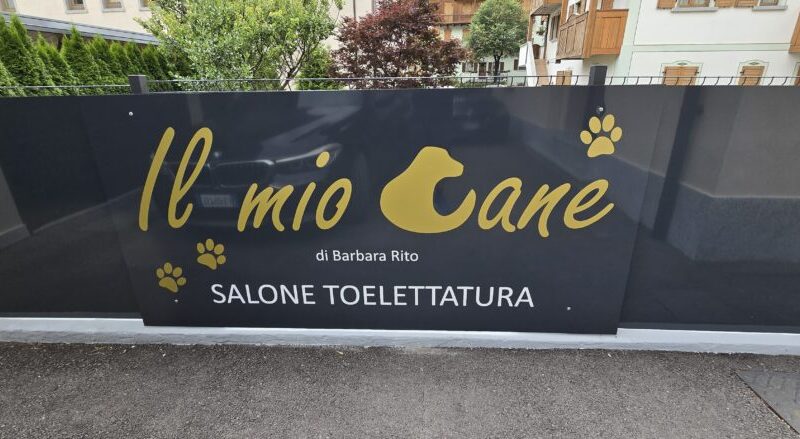 Il mio Cane
di Barbara Rito
SALONE TOELETTATURA